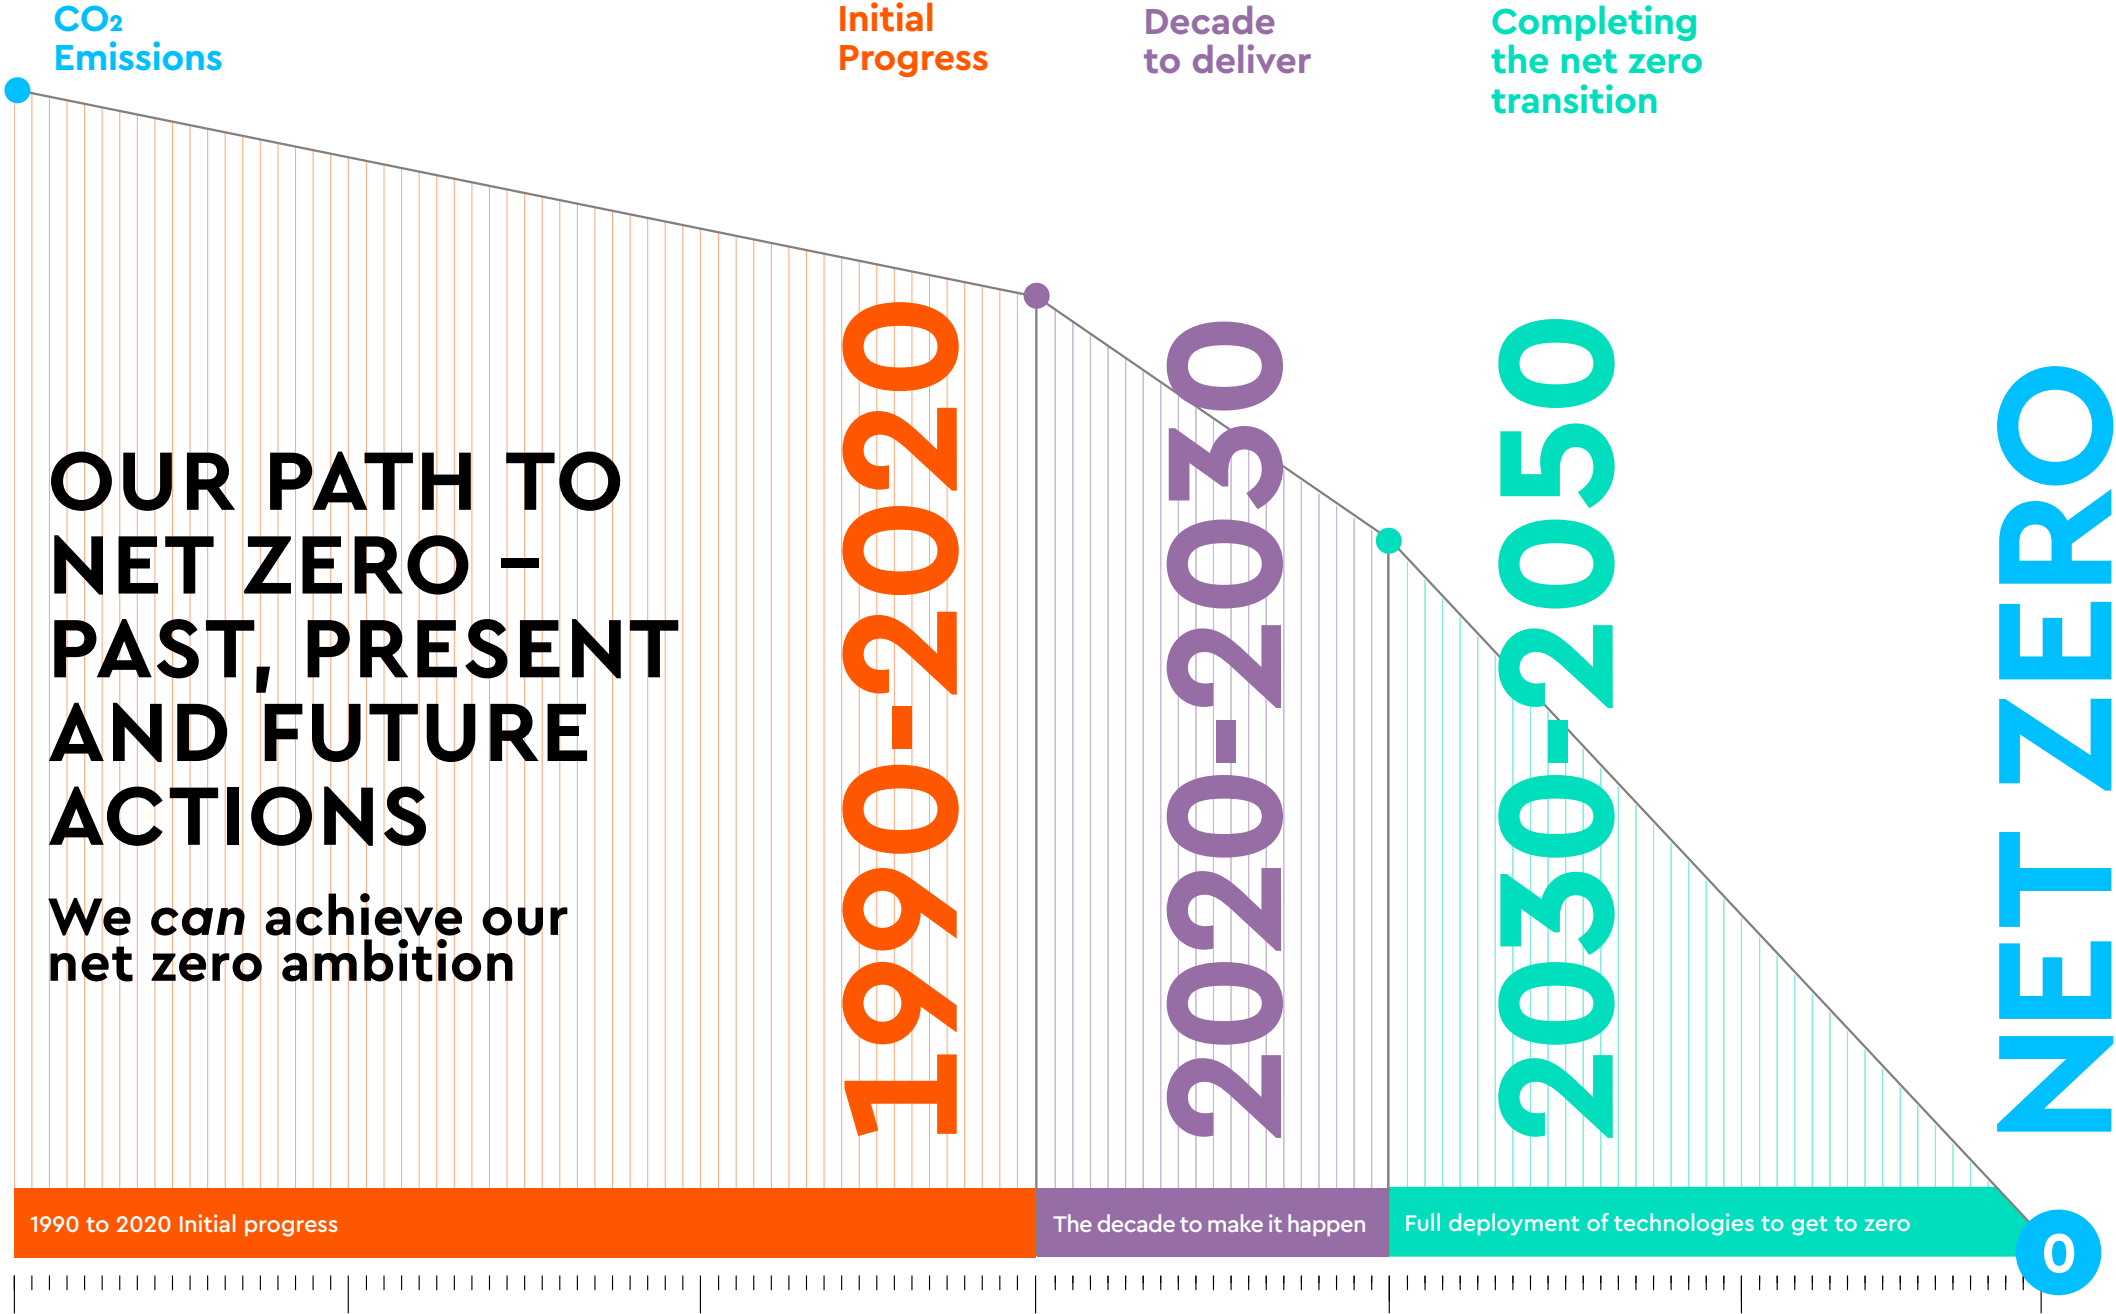 CO₂
Emissions
Initial
Progress
Decade
to deliver
Completing
the net zero
transition
OUR PATH TO
NET ZERO –
PAST, PRESENT
AND FUTURE
ACTIONS
We can achieve our
net zero ambition
1990-2020
2020-2030
2030-2050
NET ZERO
1990 to 2020 Initial progress
The decade to make it happen
Full deployment of technologies to get to zero
0